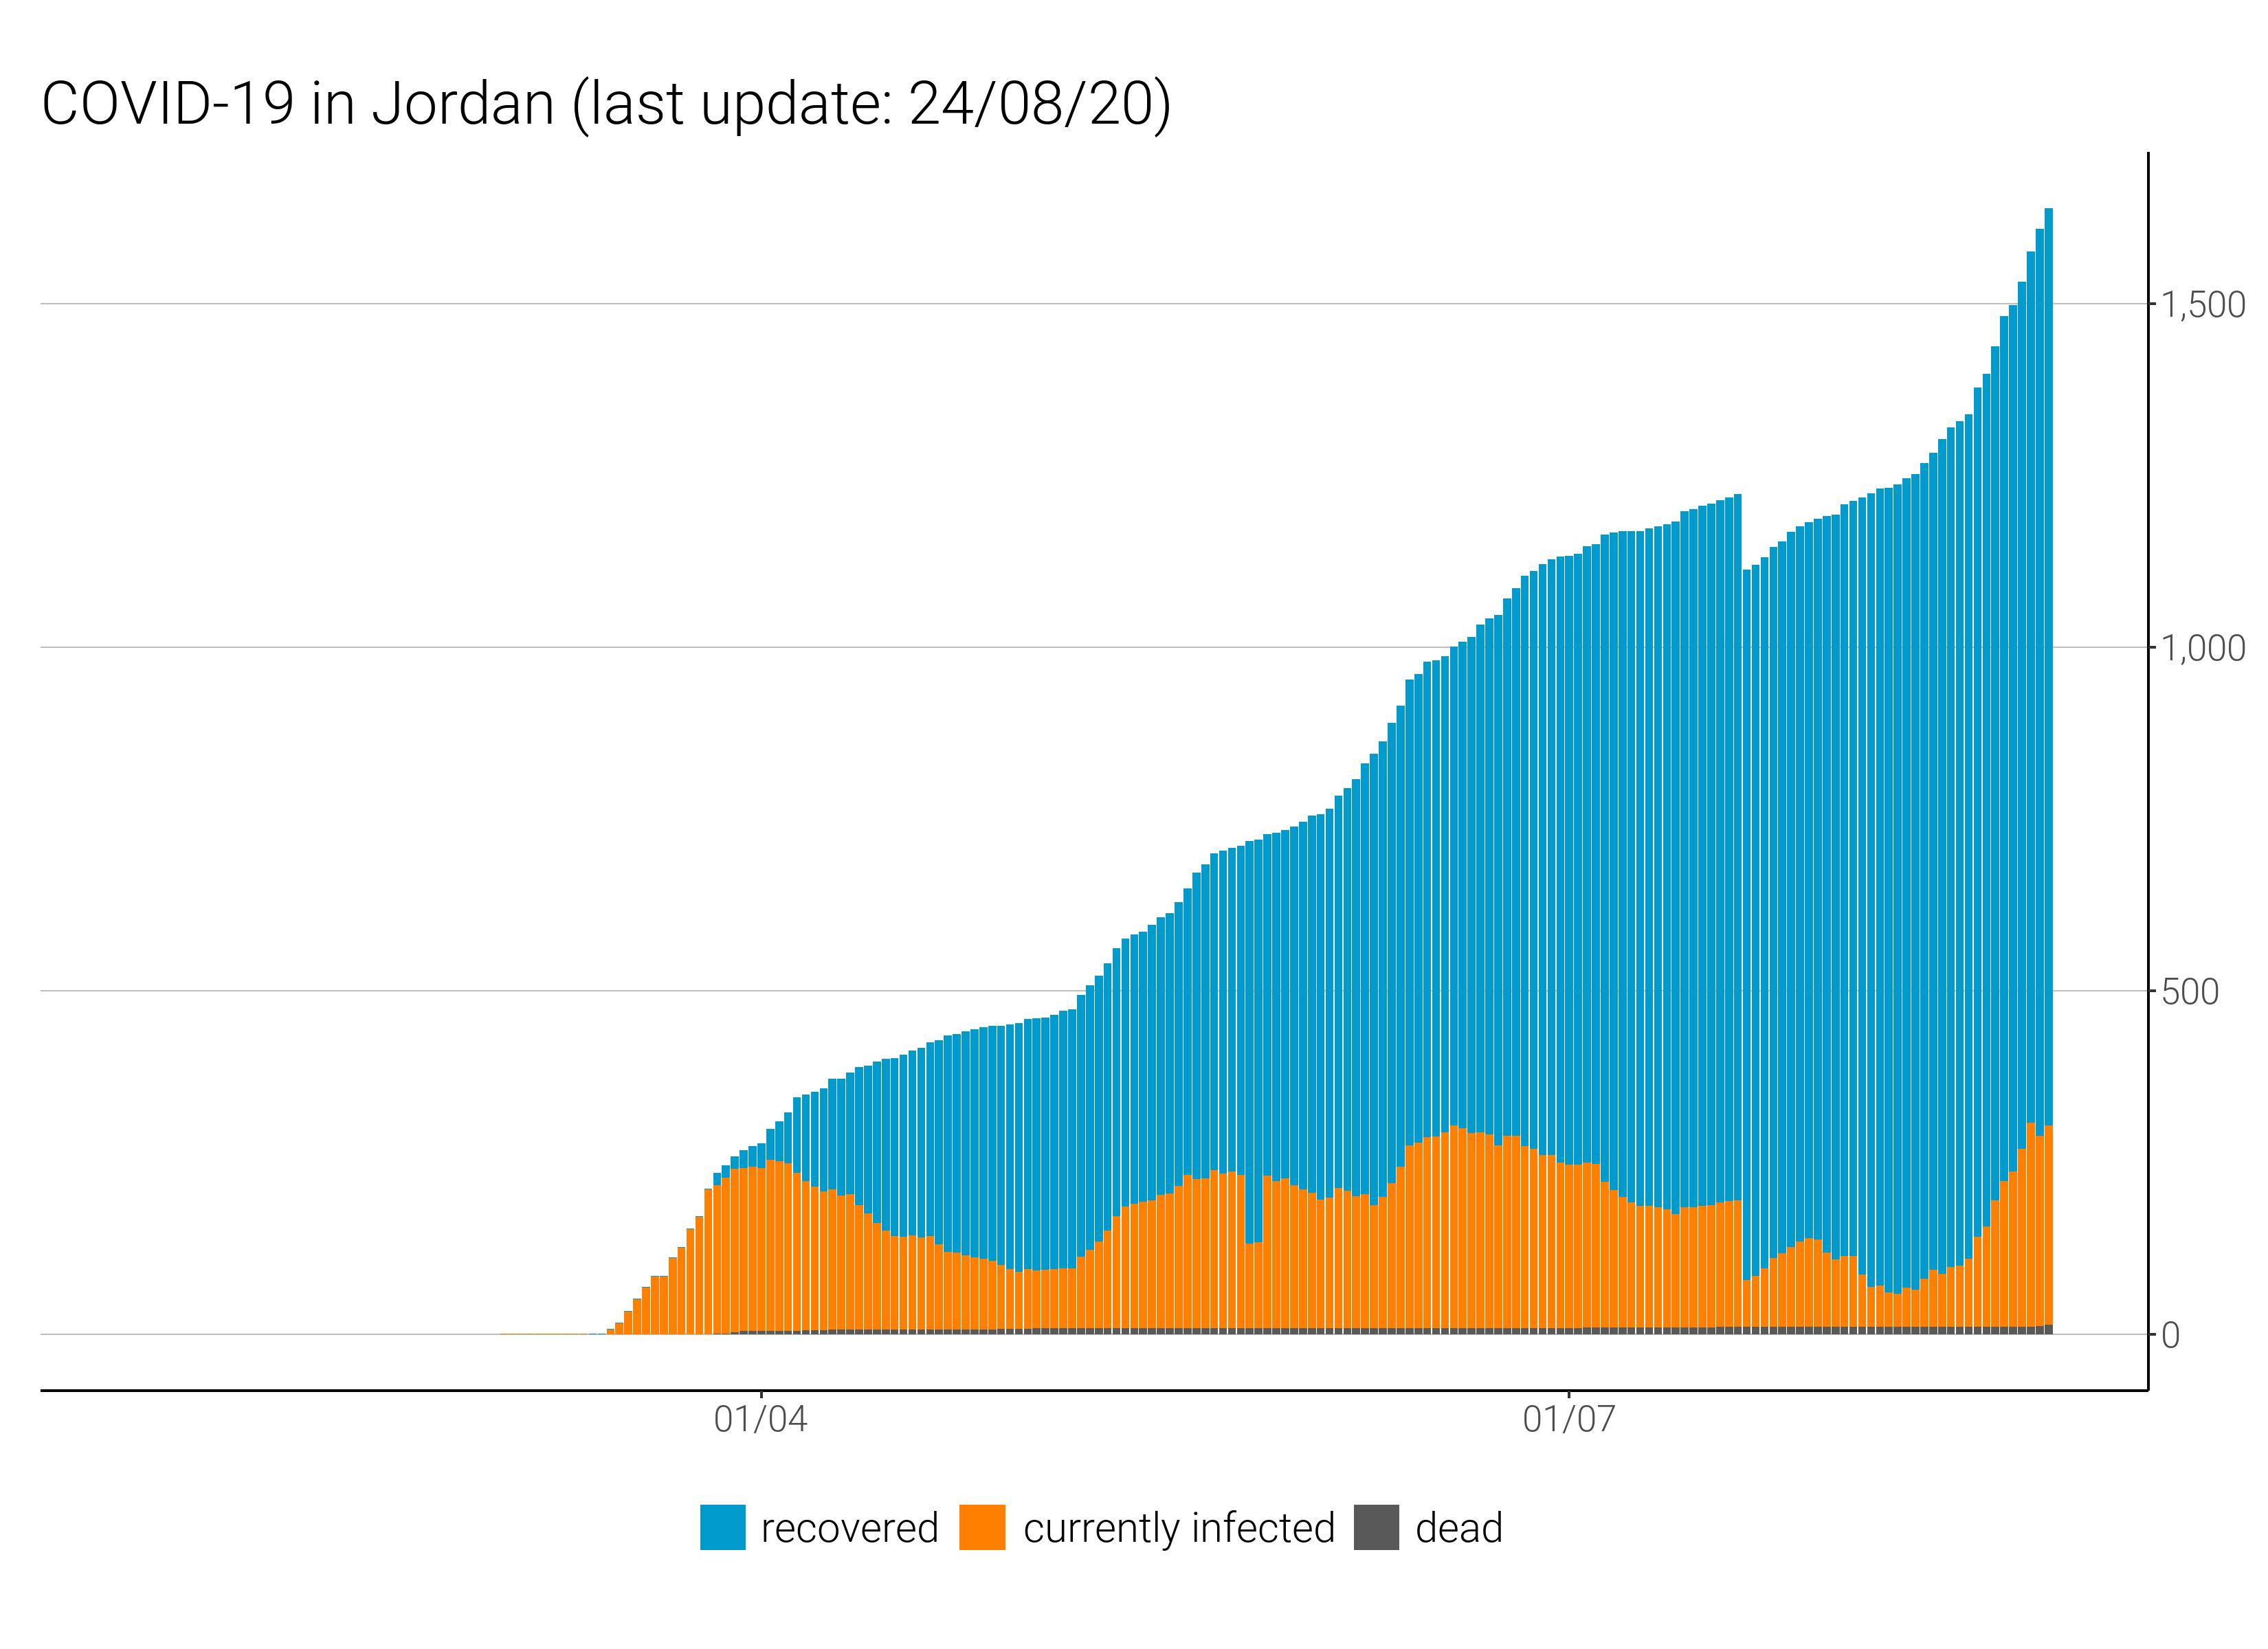 COVID-19 in Jordan (last update: 24/08/20)
1,500
1,000
500
0
01/04 01/07
recovered currently infected dead